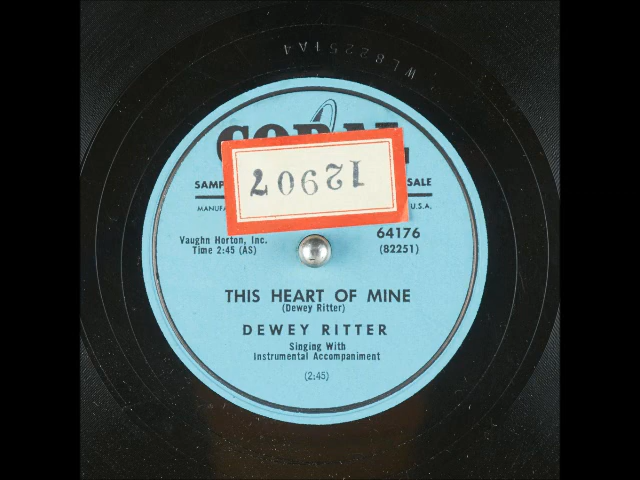 WL82251A4
CORAL
12907
SAMP
SALE
MANUFA
U.S.A.
Vaughn Horton, Inc.
Time 2:45 (AS)
64176
(82251)
THIS HEART OF MINE
(Dewey Ritter)
DEWEY RITTER
Singing With
Instrumental Accompaniment
(2:45)